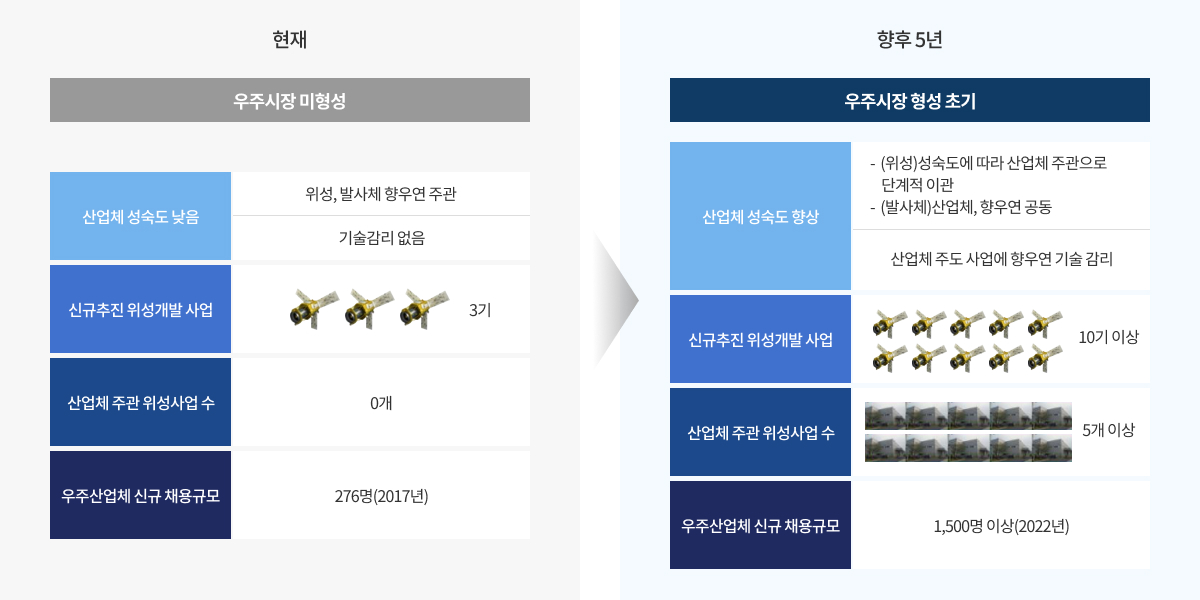 현재
우주시장 미형성
산업체 성숙도 낮음
위성, 발사체 향우연 주관
기술감리 없음
신규추진 위성개발 사업
3기
산업체 주관 위성사업 수
0개
우주산업체 신규 채용규모
276명(2017년)
향후 5년
우주시장 형성 초기
산업체 성숙도 향상
- (위성)성숙도에 따라 산업체 주관으로
단계적 이관
- (발사체)산업체, 향우연 공동
산업체 주도 사업에 향우연 기술 감리
신규추진 위성개발 사업
10기 이상
산업체 주관 위성사업 수
5개 이상
우주산업체 신규 채용규모
1,500명 이상(2022년)